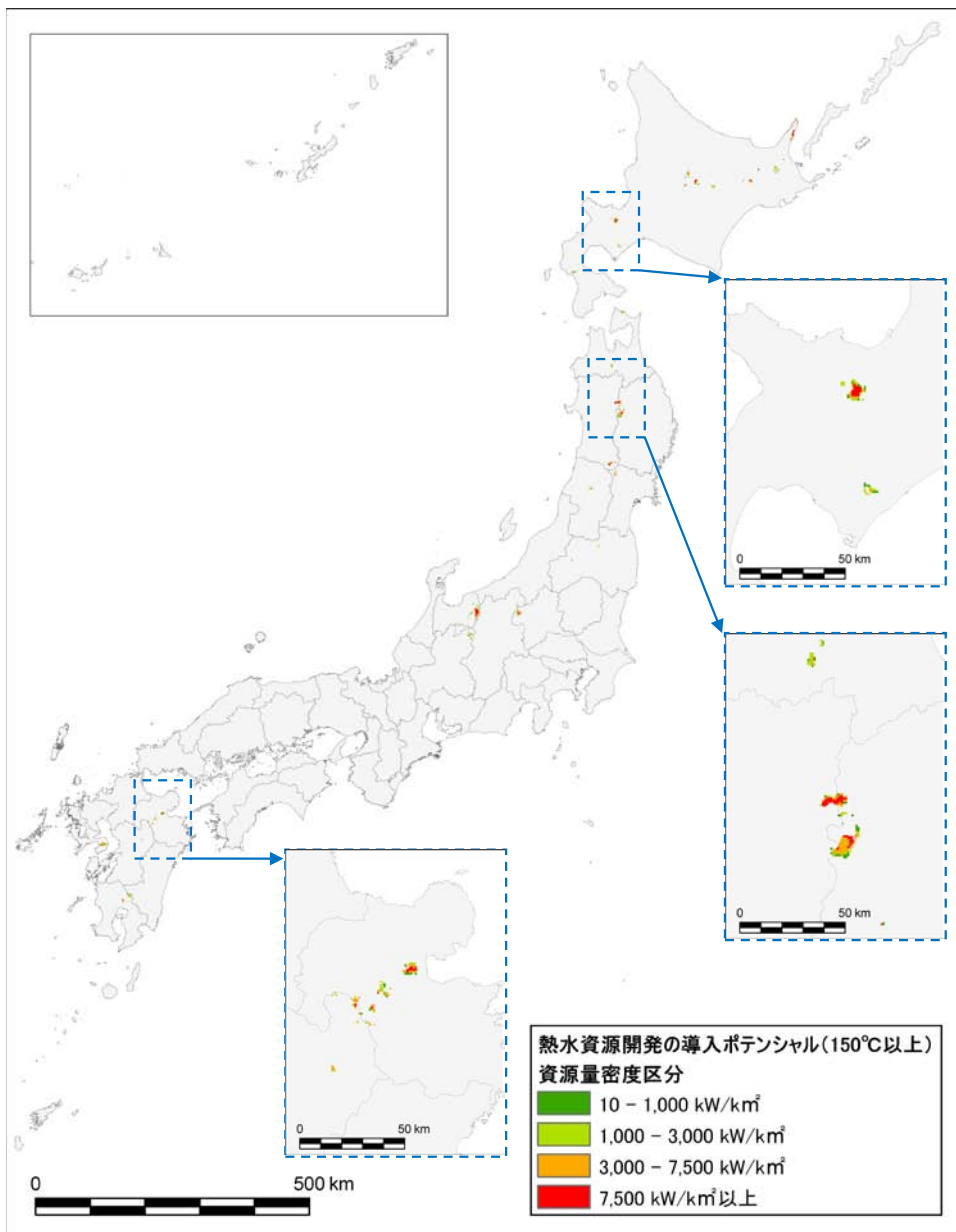 0
50 km
0
50 km
0
50 km
0
500 km
熱水資源開発の導入ポテンシャル(150℃以上)
資源量密度区分
10 - 1,000 kW/k㎡
1,000 - 3,000 kW/k㎡
3,000 - 7,500 kW/k㎡
7,500 kW/k㎡以上